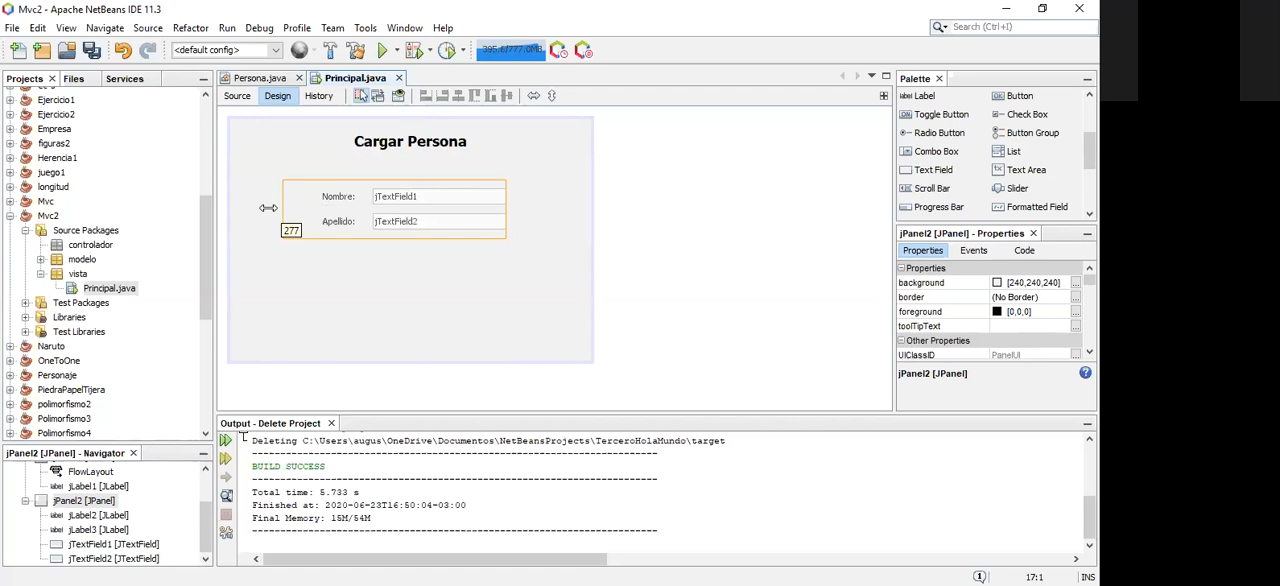 Mvc2 - Apache NetBeans IDE 11.3
File Edit View Navigate Source Refactor Run Debug Profile Team Tools Window Help
Search (Ctrl+I)
<default config>
395.6/777.0MB
Projects Files Services
Persona.java Principal.java
Palette
Source Design History
Label Button
Toggle Button Check Box
Radio Button Button Group
Combo Box List
Text Field Text Area
Scroll Bar Slider
Progress Bar Formatted Field
Ejercicio1
Ejercicio2
Empresa
figuras2
Herencia1
juego1
longitud
Mvc
Mvc2
Source Packages
controlador
modelo
vista
Principal.java
Test Packages
Libraries
Test Libraries
Naruto
OneToOne
Personaje
PiedraPapelTijera
polimorfismo2
Polimorfismo3
Polimorfismo4
Cargar Persona
Nombre: jTextField1
Apellido: jTextField2
277
jPanel2 [JPanel] - Properties
Properties Events Code
Properties
background [240,240,240] ...
border (No Border) ...
foreground [0,0,0] ...
toolTipText ...
Other Properties
UIClassID PanelUI ...
jPanel2 [JPanel]
jPanel2 [JPanel] - Navigator
FlowLayout
jLabel1 [JLabel]
jPanel2 [JPanel]
jLabel2 [JLabel]
jLabel3 [JLabel]
jTextField1 [JTextField]
jTextField2 [JTextField]
Output - Delete Project
Deleting C:\Users\augus\OneDrive\Documentos\NetBeansProjects\TerceroHolaMundo\target
------------------------------------------------------------------------
BUILD SUCCESS
------------------------------------------------------------------------
Total time: 5.733 s
Finished at: 2020-06-23T16:50:04-03:00
Final Memory: 15M/54M
------------------------------------------------------------------------
1 17:1 INS